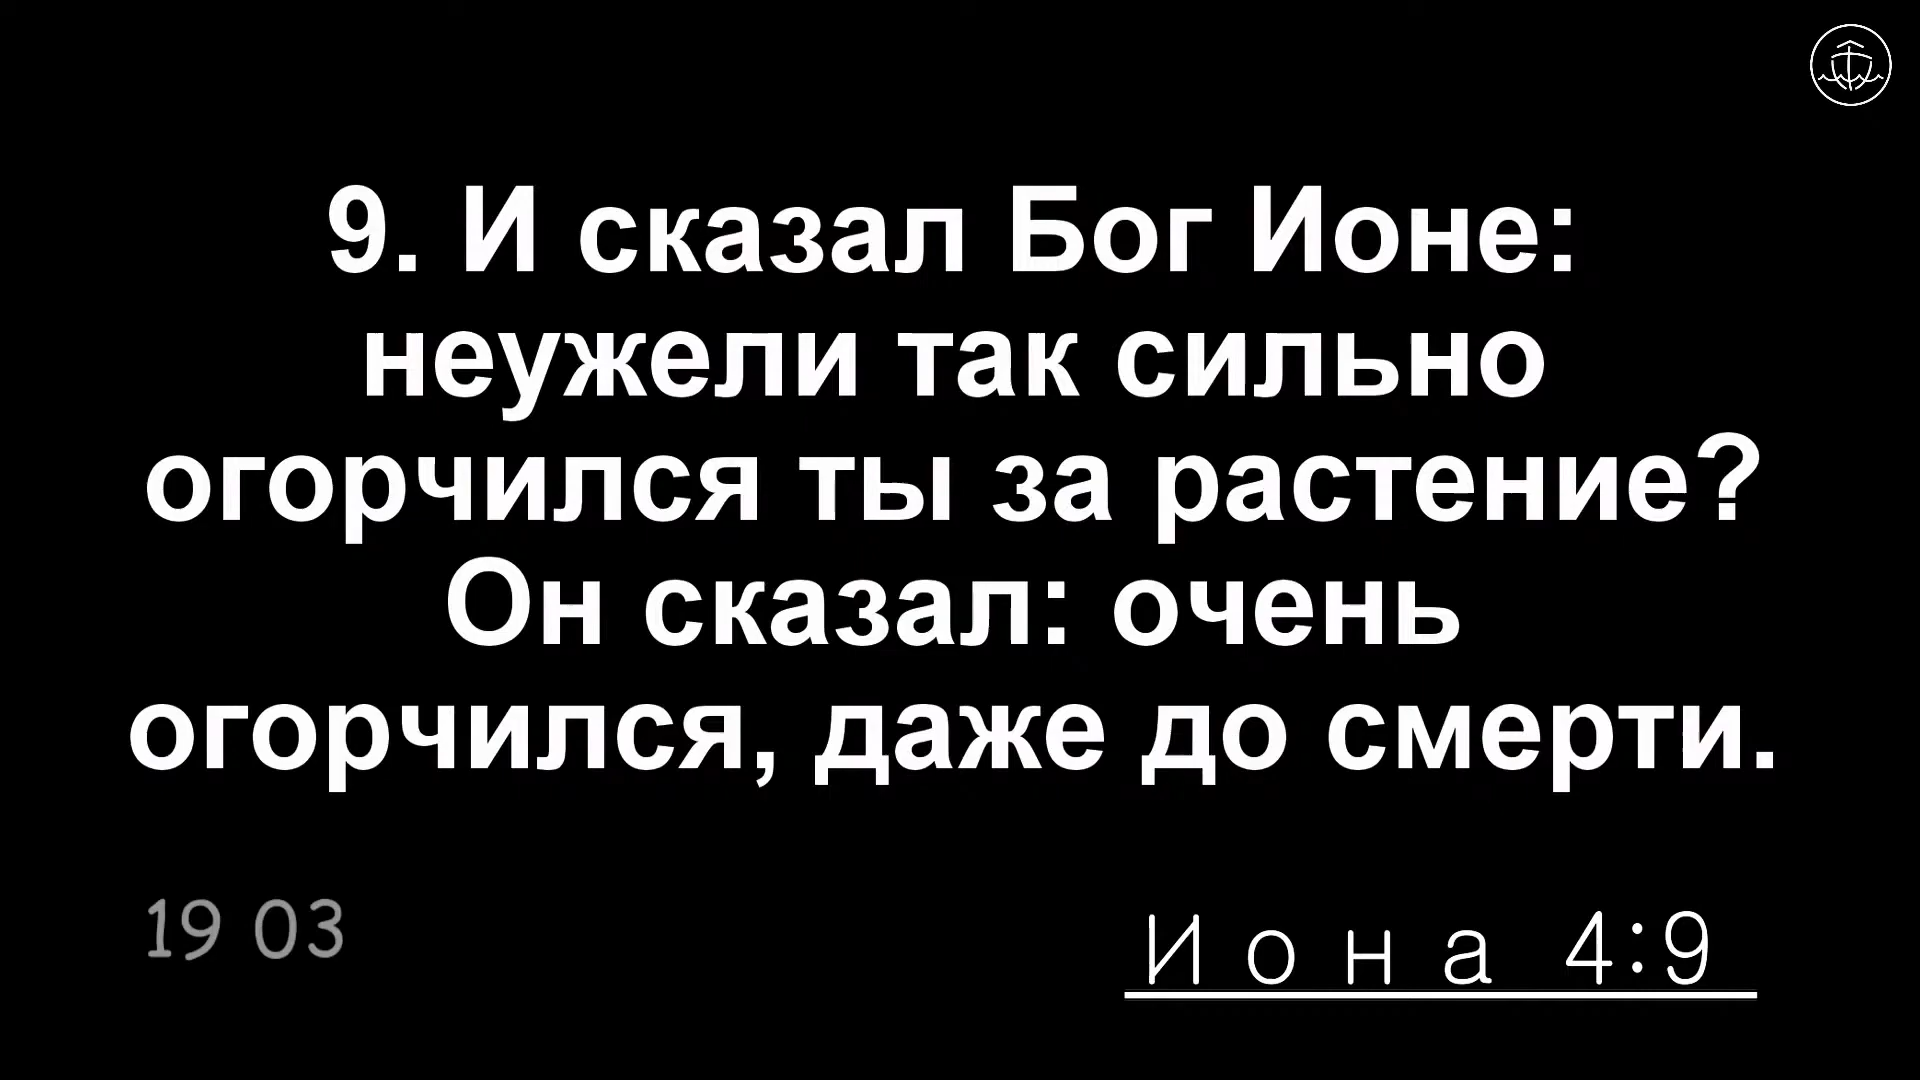 9. И сказал Бог Ионе:
неужели так сильно
огорчился ты за растение?
Он сказал: очень
огорчился, даже до смерти.
19 03
Иона 4:9